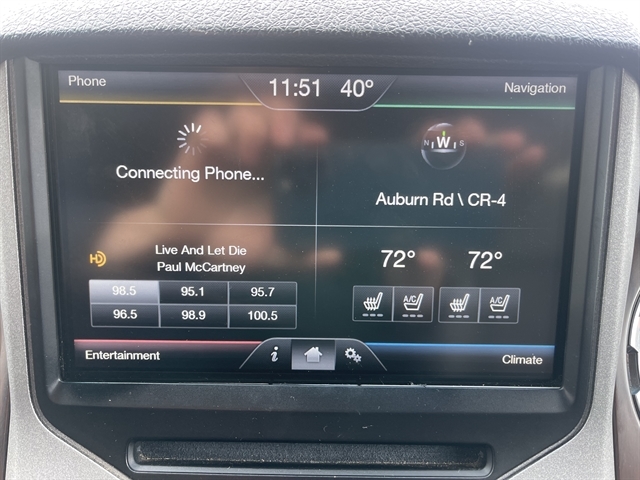 Phone
11:51 40°
Navigation
Connecting Phone...
N W S
Auburn Rd \ CR-4
HD
Live And Let Die
Paul McCartney
98.5 95.1 95.7
96.5 98.9 100.5
72° 72°
A/C A/C
Entertainment
i
Climate